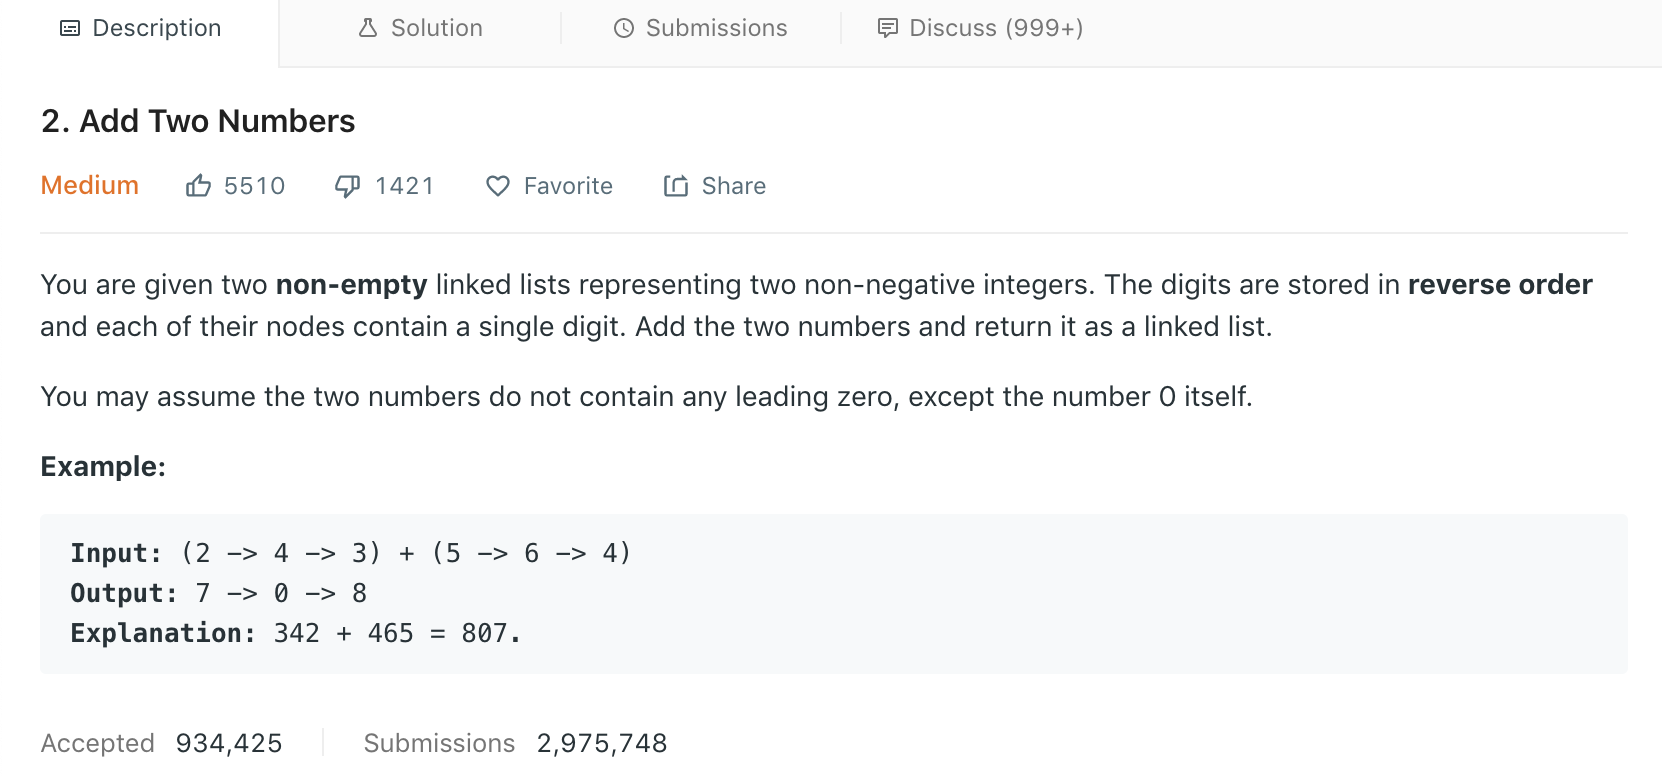 Description Solution Submissions Discuss (999+)
2. Add Two Numbers
Medium 5510 1421 Favorite Share
You are given two non-empty linked lists representing two non-negative integers. The digits are stored in reverse order
and each of their nodes contain a single digit. Add the two numbers and return it as a linked list.
You may assume the two numbers do not contain any leading zero, except the number 0 itself.
Example:
Input: (2 -> 4 -> 3) + (5 -> 6 -> 4)
Output: 7 -> 0 -> 8
Explanation: 342 + 465 = 807.
Accepted 934,425 Submissions 2,975,748